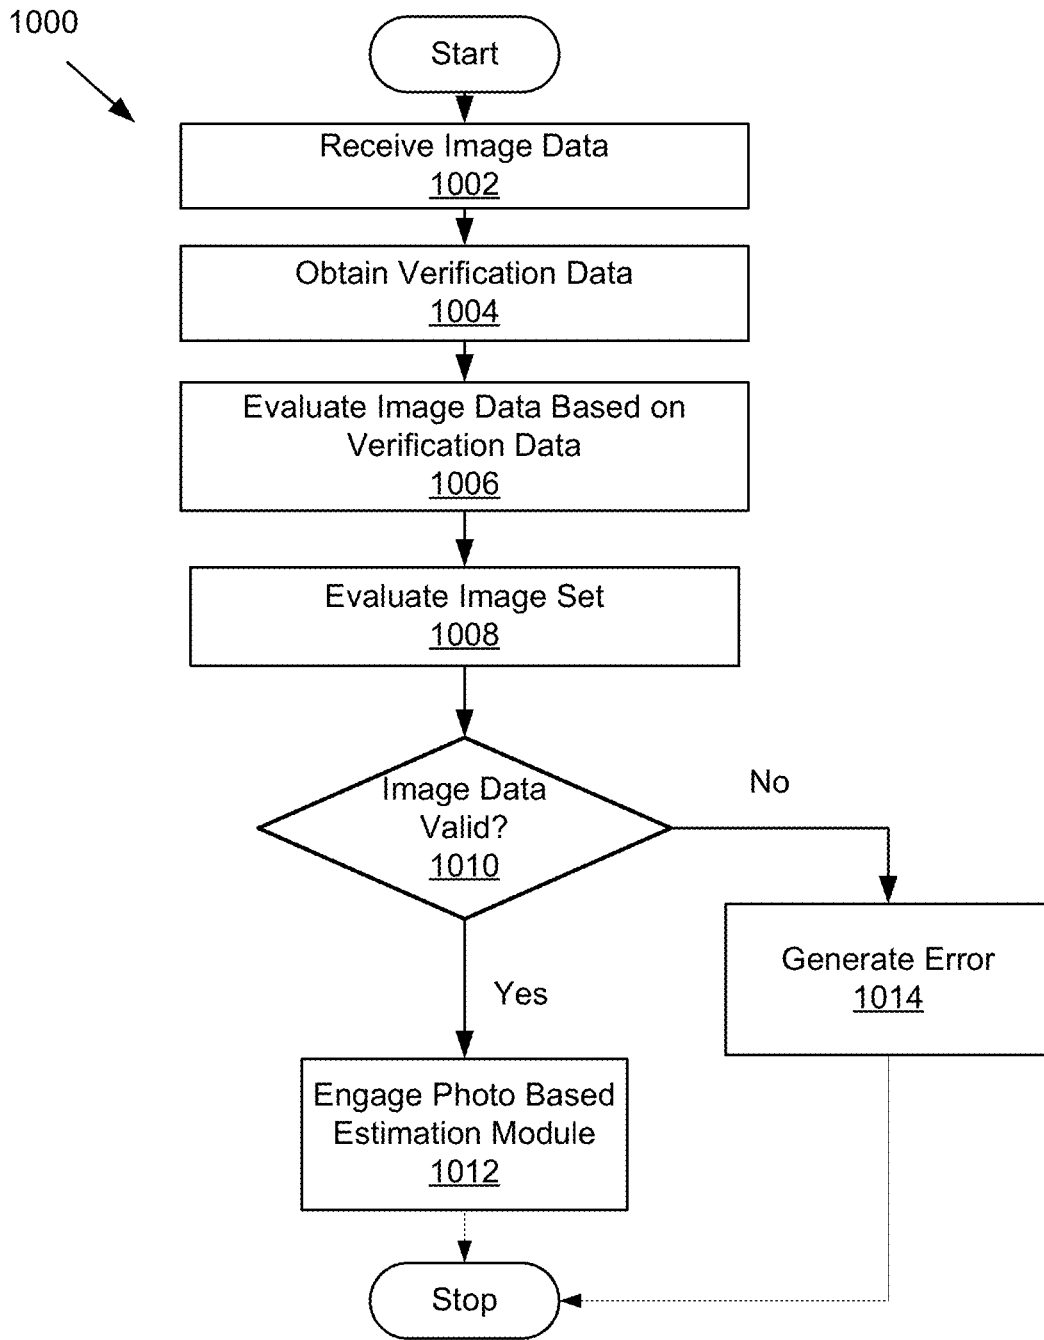 1000
Start
Receive Image Data
1002
Obtain Verification Data
1004
Evaluate Image Data Based on
Verification Data
1006
Evaluate Image Set
1008
Image Data
Valid?
1010
No
Yes
Generate Error
1014
Engage Photo Based
Estimation Module
1012
Stop